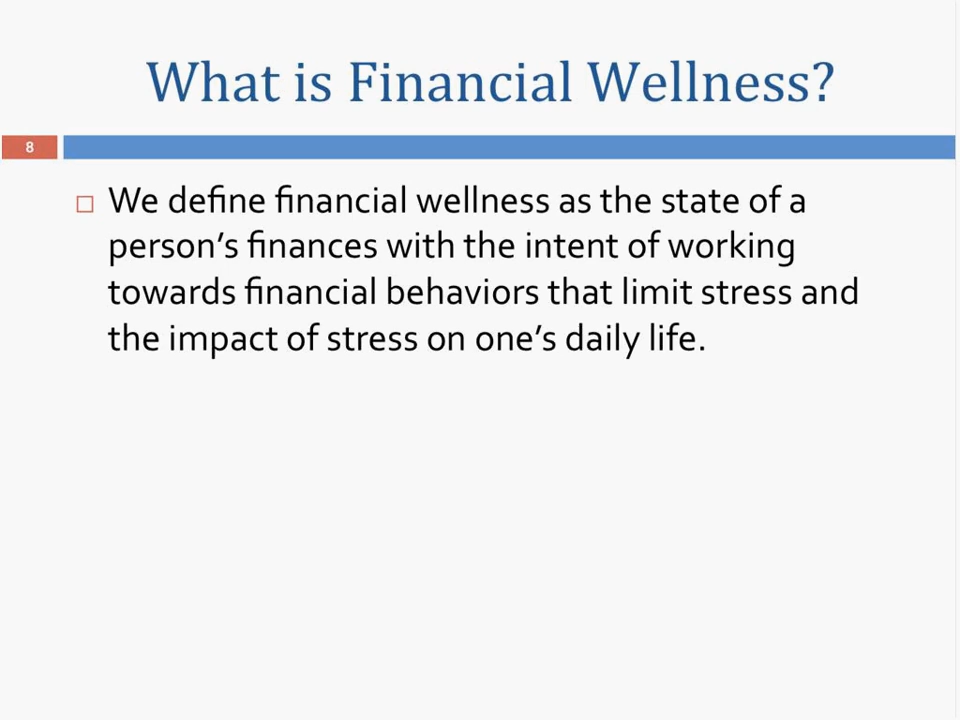 What is Financial Wellness?
8
We define financial wellness as the state of a
person’s finances with the intent of working
towards financial behaviors that limit stress and
the impact of stress on one’s daily life.